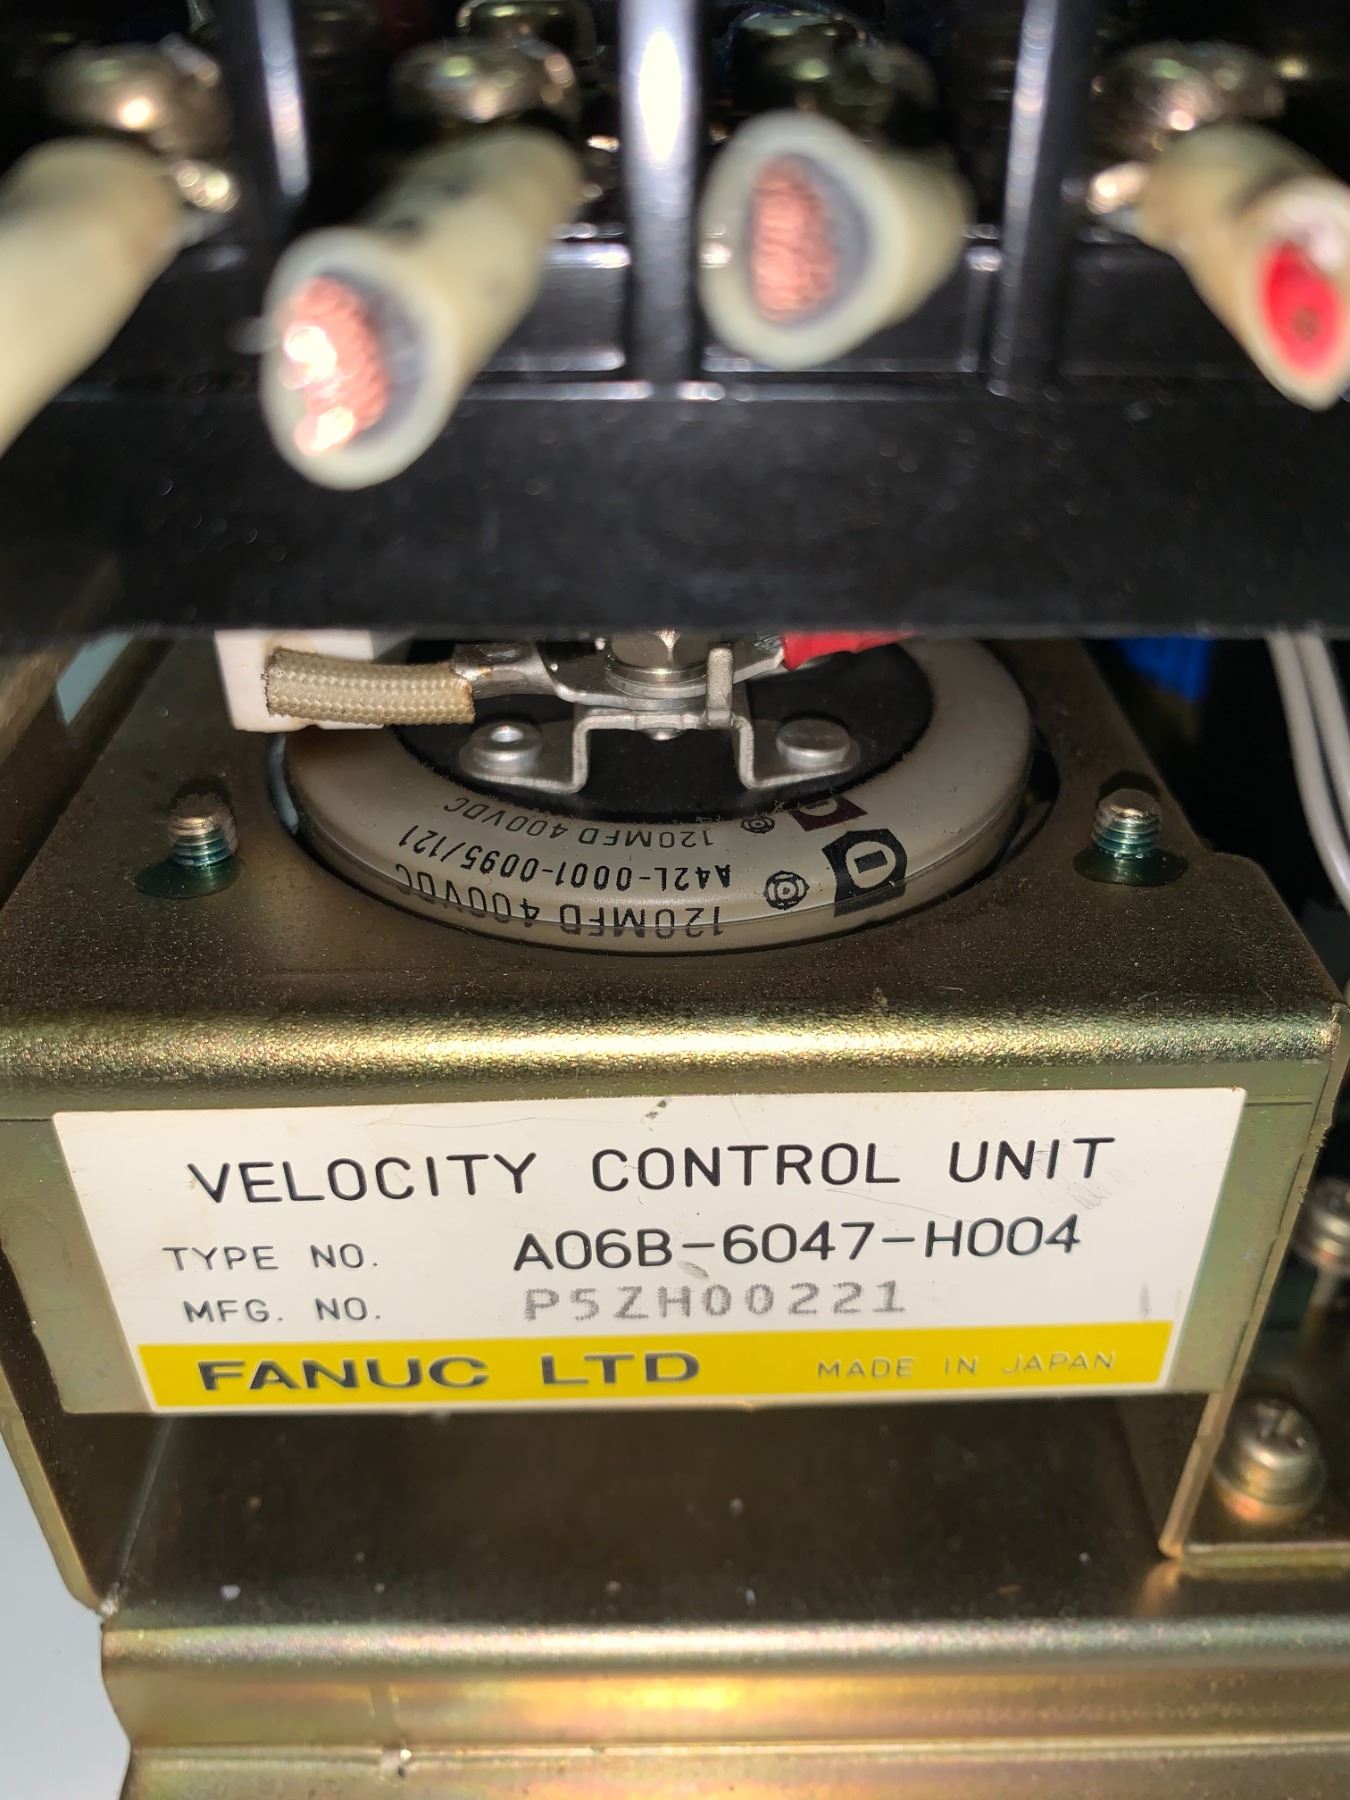 120MFD 400VDC
A42L-0001-0095/121
120MFD 400VDC
VELOCITY CONTROL UNIT
TYPE NO. A06B-6047-H004
MFG. NO. P5ZH00221
FANUC LTD MADE IN JAPAN